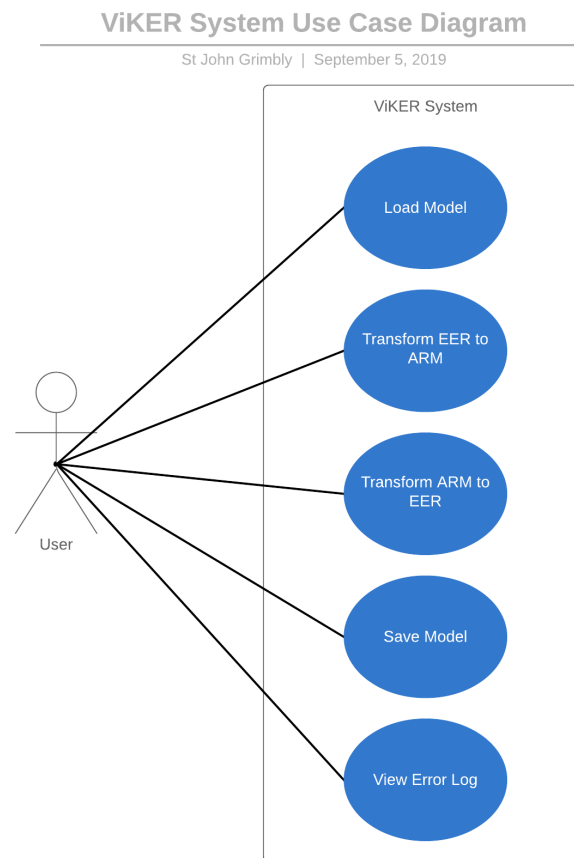 ViKER System Use Case Diagram
St John Grimbly | September 5, 2019
ViKER System
Load Model
Transform EER to
ARM
Transform ARM to
EER
User
Save Model
View Error Log